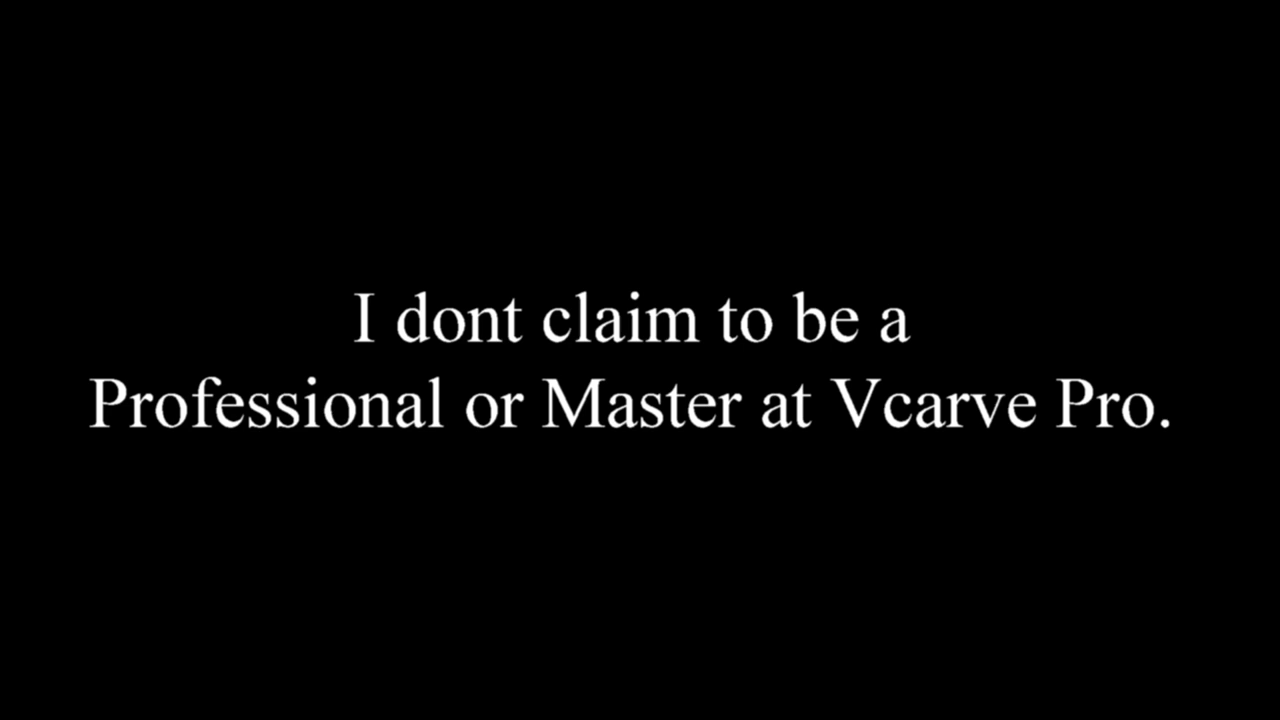 I dont claim to be a
Professional or Master at Vcarve Pro.